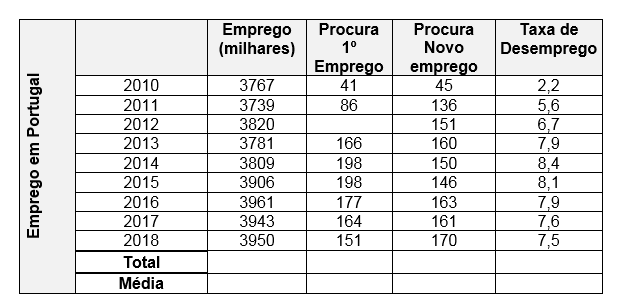 Emprego em Portugal
Emprego (milhares) Procura 1º Emprego Procura Novo emprego Taxa de Desemprego
2010 3767 41 45 2,2
2011 3739 86 136 5,6
2012 3820 151 6,7
2013 3781 166 160 7,9
2014 3809 198 150 8,4
2015 3906 198 146 8,1
2016 3961 177 163 7,9
2017 3943 164 161 7,6
2018 3950 151 170 7,5
Total
Média